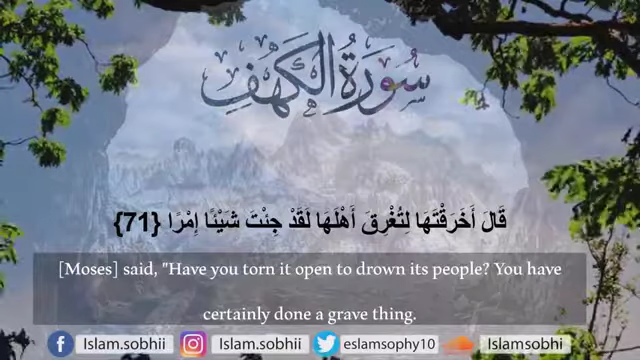 سُورَةُ الكَهْفِ
قَالَ أَخَرَقْتَهَا لِتُغْرِقَ أَهْلَهَا لَقَدْ جِئْتَ شَيْئًا إِمْرًا {71}
[Moses] said, "Have you torn it open to drown its people? You have
certainly done a grave thing.
Islam.sobhii Islam.sobhii eslamsophy10 Islamsobhi